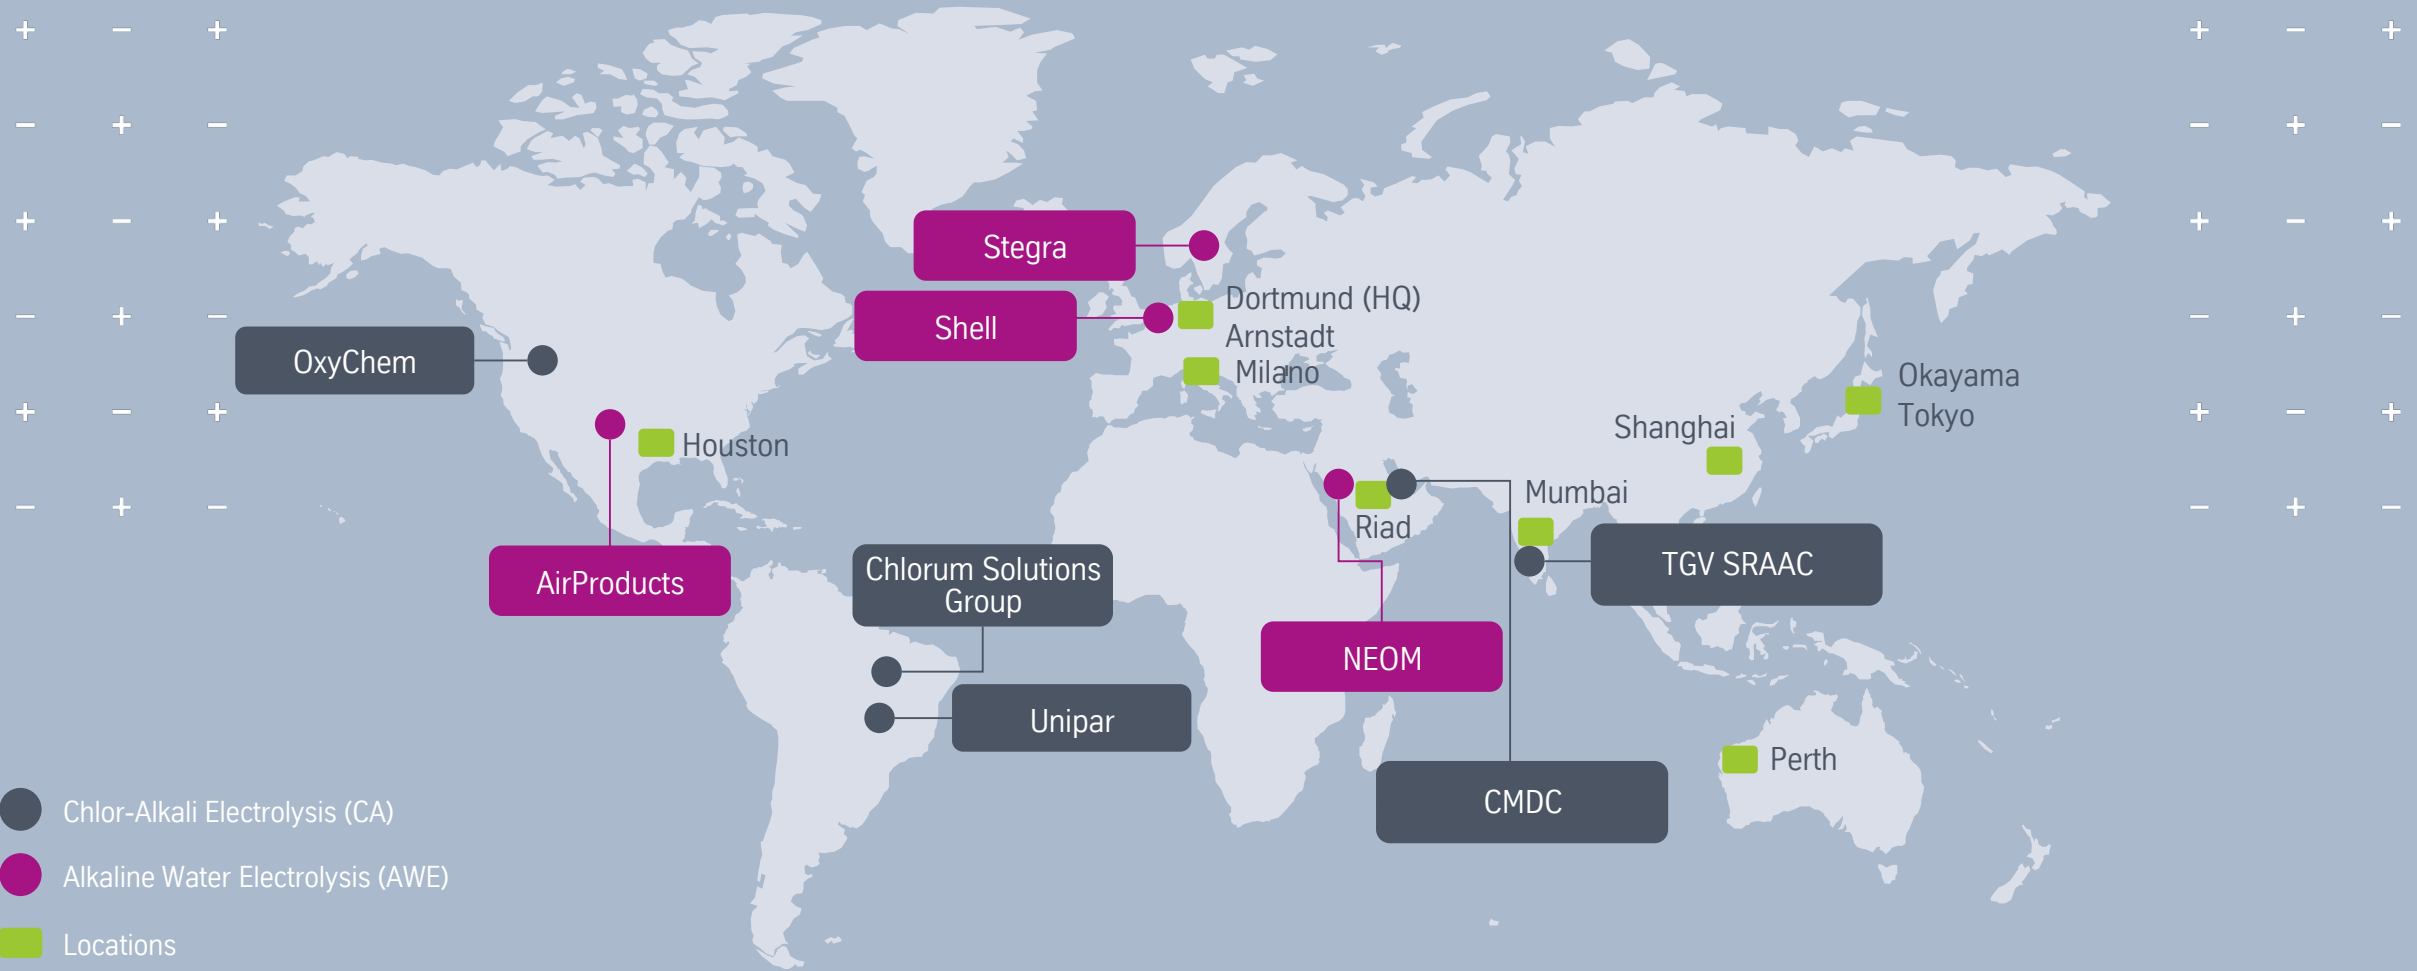 Stegra
Shell
Dortmund (HQ)
Arnstadt
Milano
OxyChem
Houston
AirProducts
Okayama
Tokyo
Shanghai
Mumbai
Riad
TGV SRAAC
Chlorum Solutions
Group
NEOM
Unipar
CMDC
Perth
Chlor-Alkali Electrolysis (CA)
Alkaline Water Electrolysis (AWE)
Locations